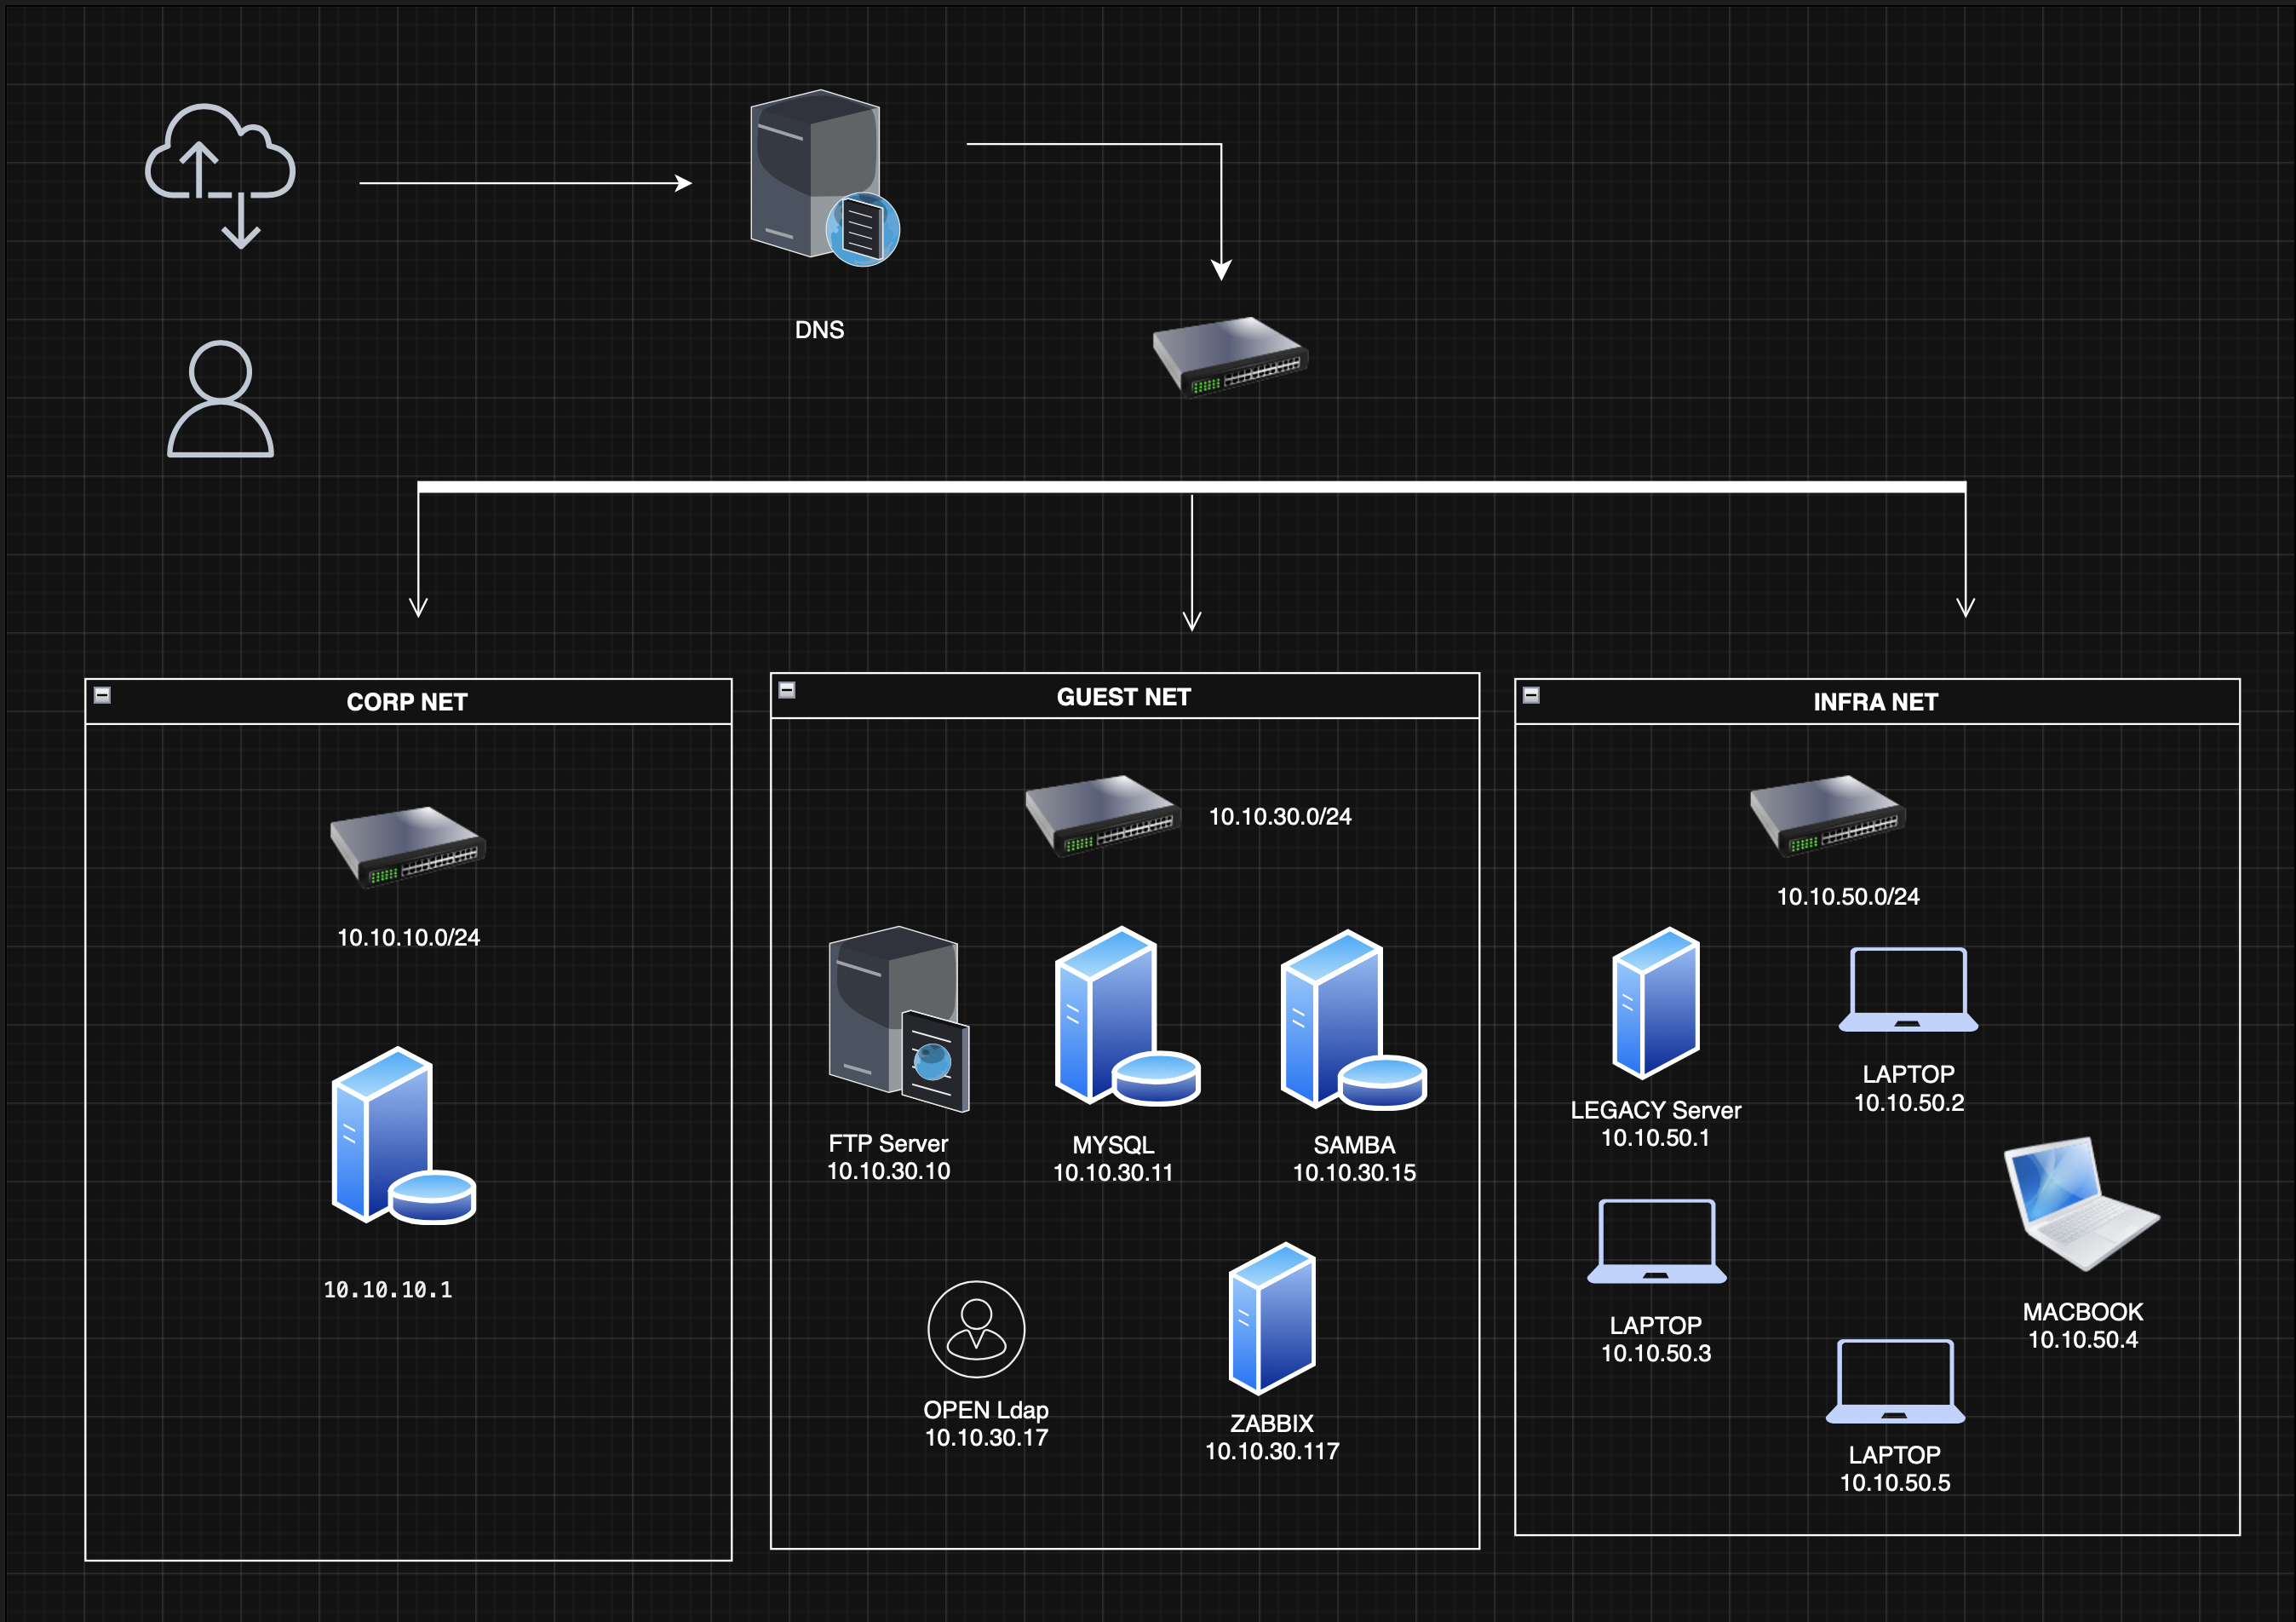 DNS
CORP NET
10.10.10.0/24
10.10.10.1
GUEST NET
10.10.30.0/24
FTP Server
10.10.30.10
MYSQL
10.10.30.11
SAMBA
10.10.30.15
OPEN Ldap
10.10.30.17
ZABBIX
10.10.30.117
INFRA NET
10.10.50.0/24
LEGACY Server
10.10.50.1
LAPTOP
10.10.50.2
LAPTOP
10.10.50.3
MACBOOK
10.10.50.4
LAPTOP
10.10.50.5